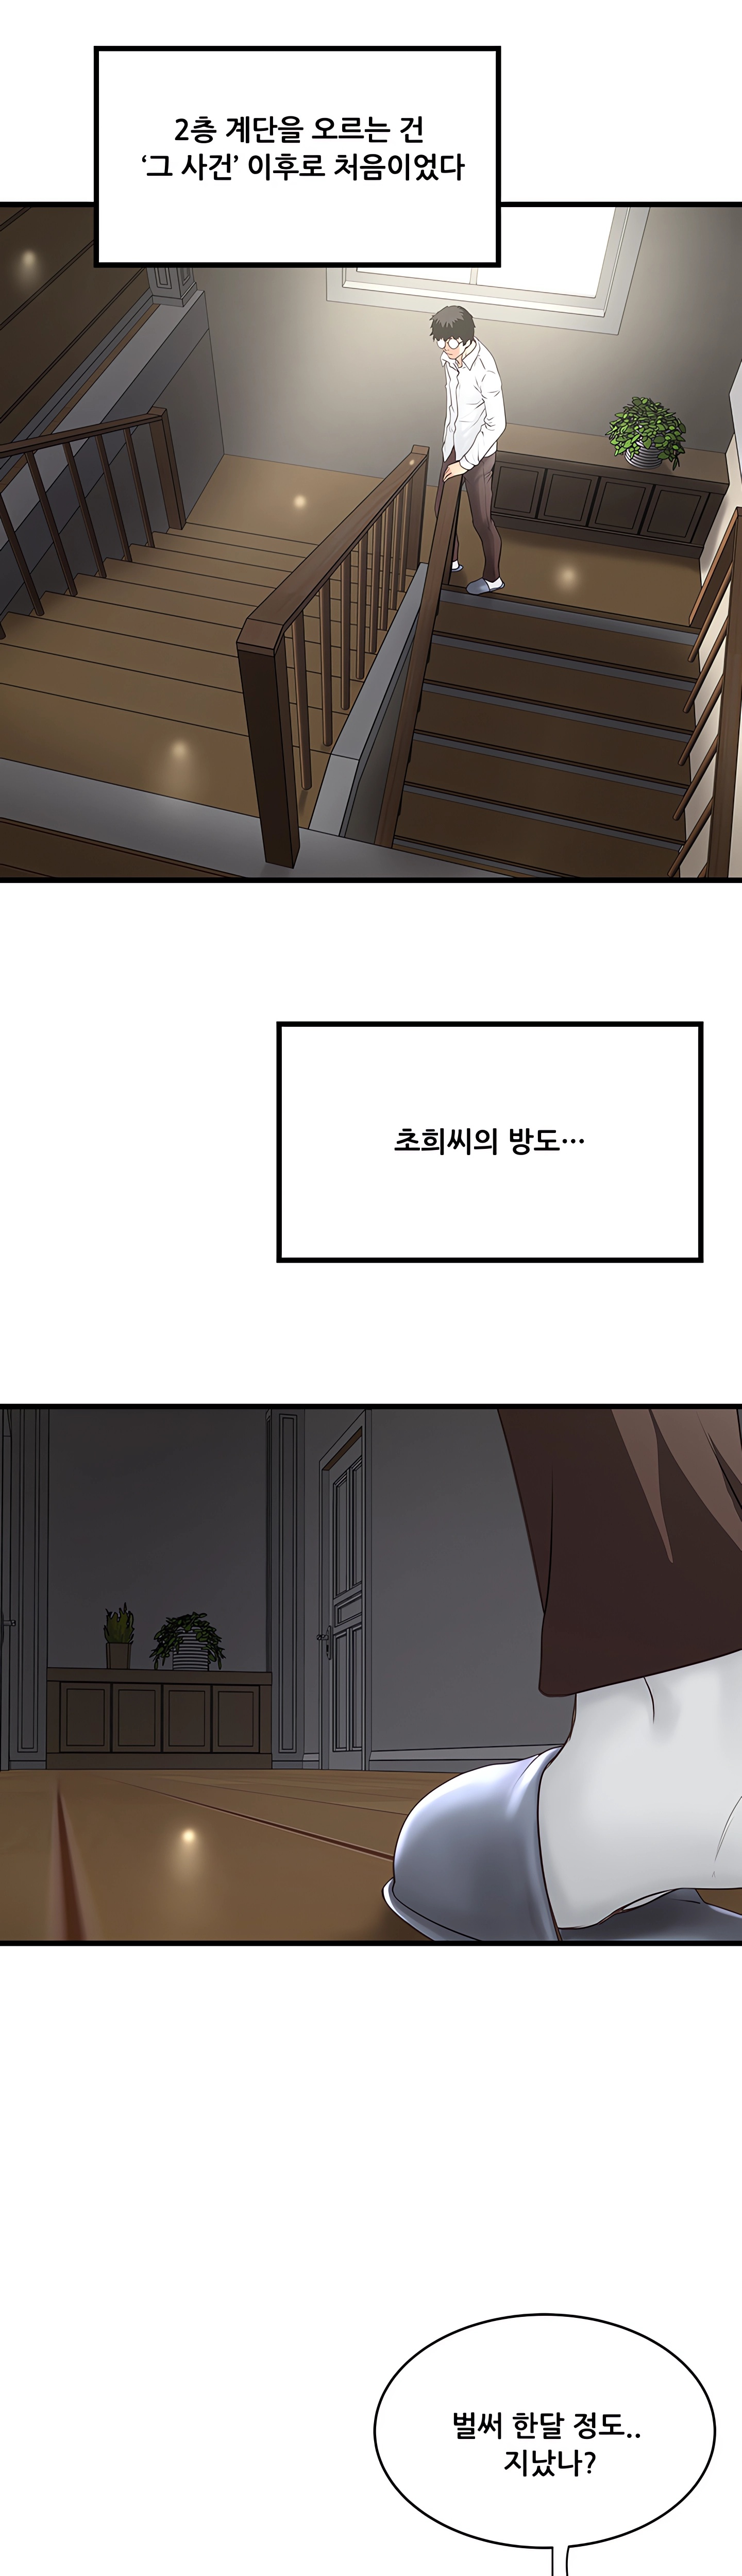 2층 계단을 오르는 건
‘그 사건’ 이후로 처음이었다
초희씨의 방도…
벌써 한달 정도..
지났나?